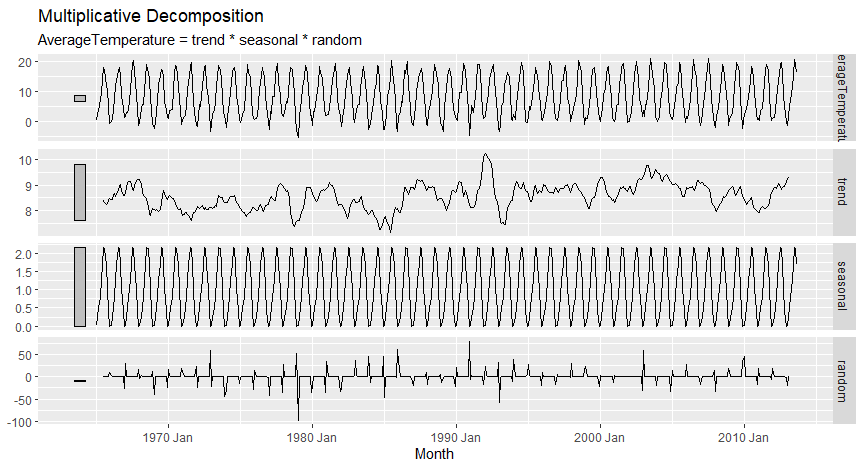 Multiplicative Decomposition
AverageTemperature = trend * seasonal * random
20
10
0
erageTemperatu
10
9
8
trend
2.0
1.5
1.0
0.5
0.0
seasonal
50
0
-50
-100
random
1970 Jan
1980 Jan
1990 Jan
2000 Jan
2010 Jan
Month